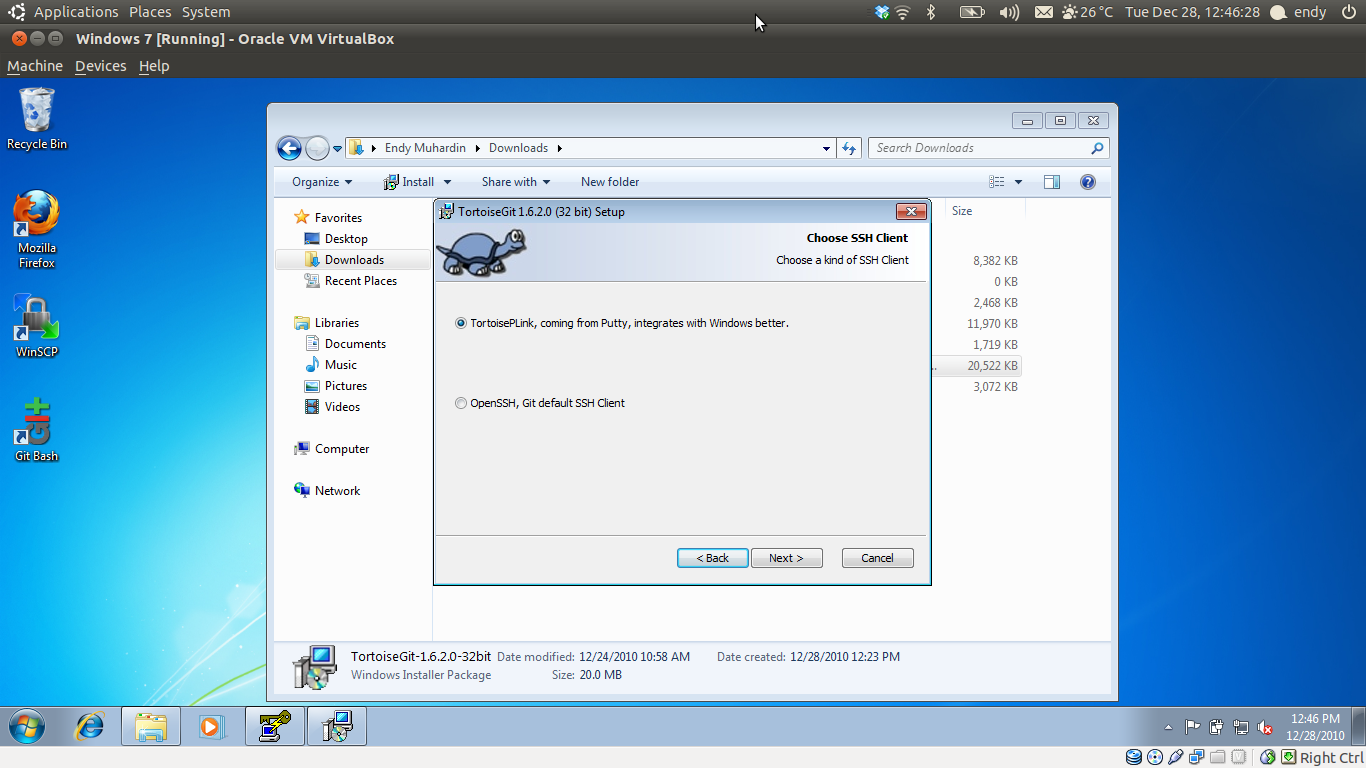 Applications Places System 26 °C Tue Dec 28, 12:46:28 endy
Windows 7 [Running] - Oracle VM VirtualBox
Machine Devices Help
Recycle Bin
Mozilla
Firefox
WinSCP
Git Bash
Endy Muhardin Downloads Search Downloads
Organize Install Share with New folder
Favorites
Desktop
Downloads
Recent Places
Libraries
Documents
Music
Pictures
Videos
Computer
Network
Size
8,382 KB
0 KB
2,468 KB
11,970 KB
1,719 KB
20,522 KB
3,072 KB
TortoiseGit 1.6.2.0 (32 bit) Setup
Choose SSH Client
Choose a kind of SSH Client
TortoisePLink, coming from Putty, integrates with Windows better.
OpenSSH, Git default SSH Client
< Back Next > Cancel
TortoiseGit-1.6.2.0-32bit Date modified: 12/24/2010 10:58 AM Date created: 12/28/2010 12:23 PM
Windows Installer Package Size: 20.0 MB
12:46 PM
12/28/2010
Right Ctrl